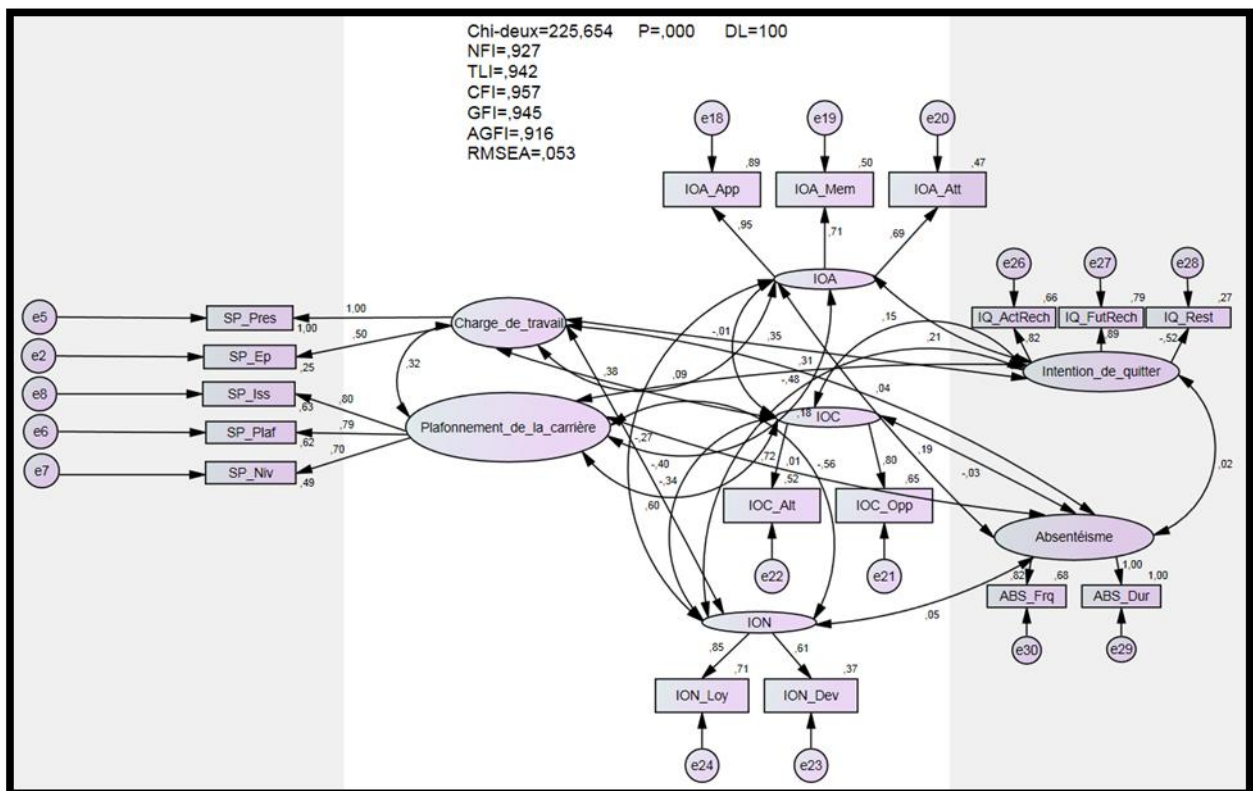 Chi-deux=225,654 P=,000 DL=100
NFI=,927
TLI=,942
CFI=,957
GFI=,945
AGFI=,916
RMSEA=,053
e18
e19
e20
,89
,50
,47
IOA_App
IOA_Mem
IOA_Att
,95
,71
,69
e26
e27
e28
IOA
,66
,79
,27
IQ_ActRech
IQ_FutRech
IQ_Rest
,82
,89
-,52
e5
SP_Pres
1,00
1,00
Charge_de_travail
-,01
,35
,15
,21
e2
SP_Ep
,50
,25
,32
,38
,09
,31
-,48
,04
Intention_de_quitter
e8
SP_Iss
,80
,63
e6
SP_Plaf
,79
,62
Plafonnement_de_la_carrière
,18
IOC
e7
SP_Niv
,70
,49
-,27
-,40
-,34
,72
,01
-,56
,80
,19
-,03
,02
,60
,52
,65
IOC_Alt
IOC_Opp
Absentéisme
e22
e21
,82
,68
1,00
1,00
ABS_Frq
ABS_Dur
ION
,05
e30
e29
,85
,61
,71
,37
ION_Loy
ION_Dev
e24
e23